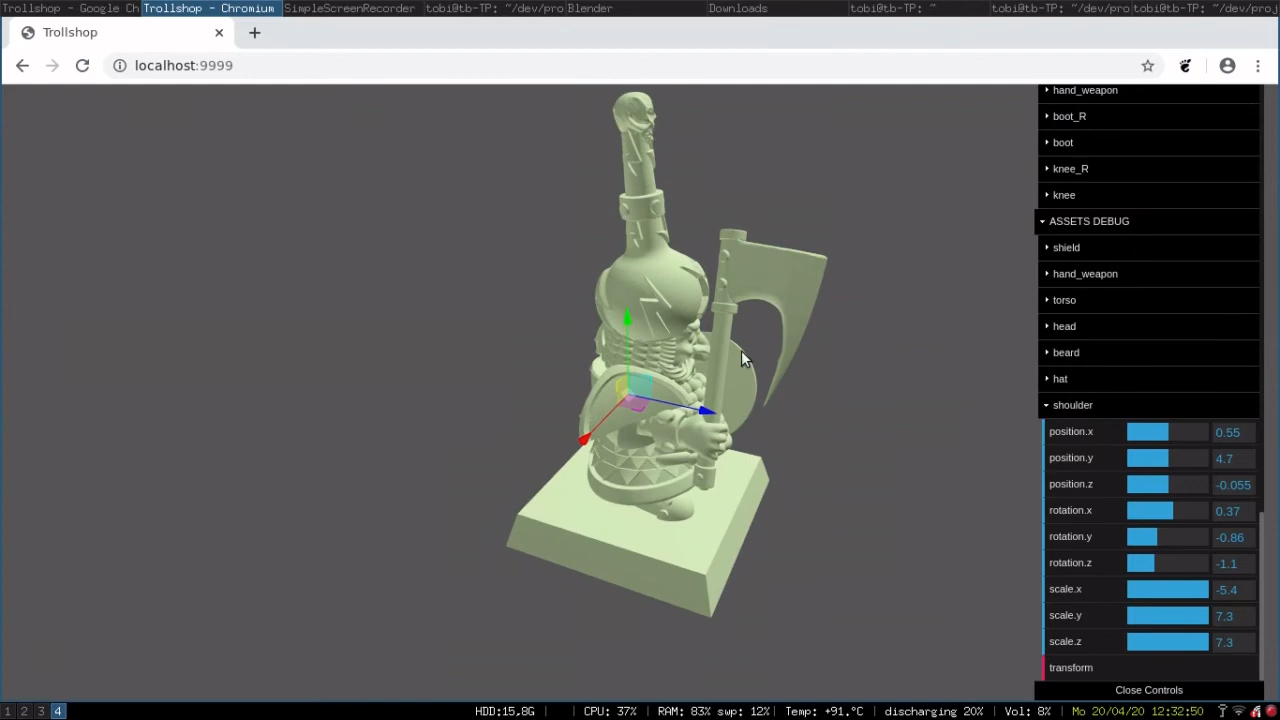 Trollshop - Google Ch Trollshop - Chromium SimpleScreenRecorder tobi@tb-TP: ~/dev/pro Blender Downloads tobi@tb-TP: ~ tobi@tb-TP: ~/dev/pro tobi@tb-TP: ~/dev/proj
Trollshop
localhost:9999
hand_weapon
boot_R
boot
knee_R
knee
ASSETS DEBUG
shield
hand_weapon
torso
head
beard
hat
shoulder
position.x 0.55
position.y 4.7
position.z -0.055
rotation.x 0.37
rotation.y -0.86
rotation.z -1.1
scale.x -5.4
scale.y 7.3
scale.z 7.3
transform
Close Controls
1 2 3 4 HDD:15,8G CPU: 37% RAM: 83% swp: 12% Temp: +91.°C discharging 20% Vol: 8% Mo 20/04/20 12:32:50